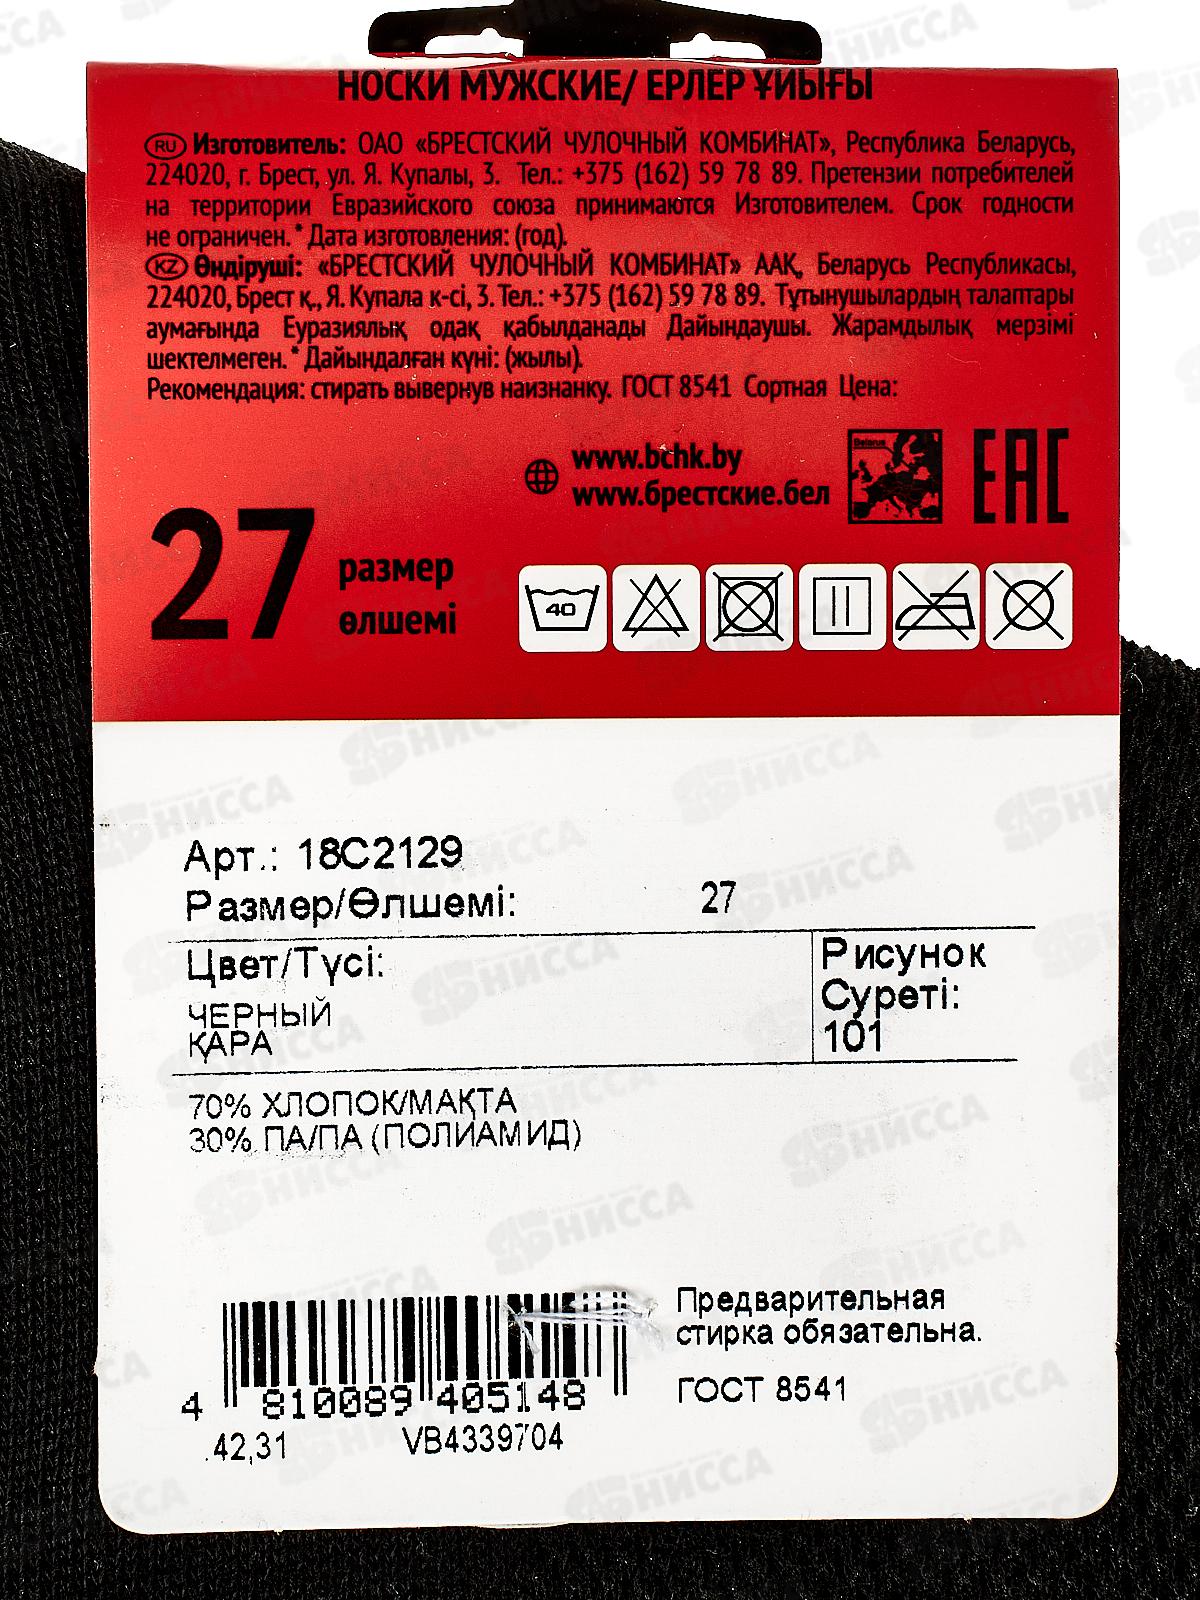 НОСКИ МУЖСКИЕ/ ЕРЛЕР ҰЙЫҒЫ
RU Изготовитель: ОАО «БРЕСТСКИЙ ЧУЛОЧНЫЙ КОМБИНАТ», Республика Беларусь,
224020, г. Брест, ул. Я. Купалы, 3. Тел.: +375 (162) 59 78 89. Претензии потребителей
на территории Евразийского союза принимаются Изготовителем. Срок годности
не ограничен. * Дата изготовления: (год).
KZ Өндіруші: «БРЕСТСКИЙ ЧУЛОЧНЫЙ КОМБИНАТ» ААҚ, Беларусь Республикасы,
224020, Брест қ., Я. Купала к-сі, 3. Тел.: +375 (162) 59 78 89. Тұтынушылардың талаптары
аумағында Еуразиялық одақ қабылданады Дайындаушы. Жарамдылық мерзімі
шектелмеген. * Дайындалған күні: (жылы).
Рекомендация: стирать вывернув наизнанку. ГОСТ 8541 Сортная Цена:
www.bchk.by
www.брестские.бел
Belarus
EAC
27
размер
өлшемі
40
Арт.: 18С2129
Размер/Өлшемі: 27
Цвет/Түсі:
ЧЕРНЫЙ
ҚАРА
Рисунок
Суреті:
101
70% ХЛОПОК/МАҚТА
30% ПА/ПА (ПОЛИАМИД)
Предварительная
стирка обязательна.
ГОСТ 8541
4 810089 405148
.42,31 VB4339704
НИССА